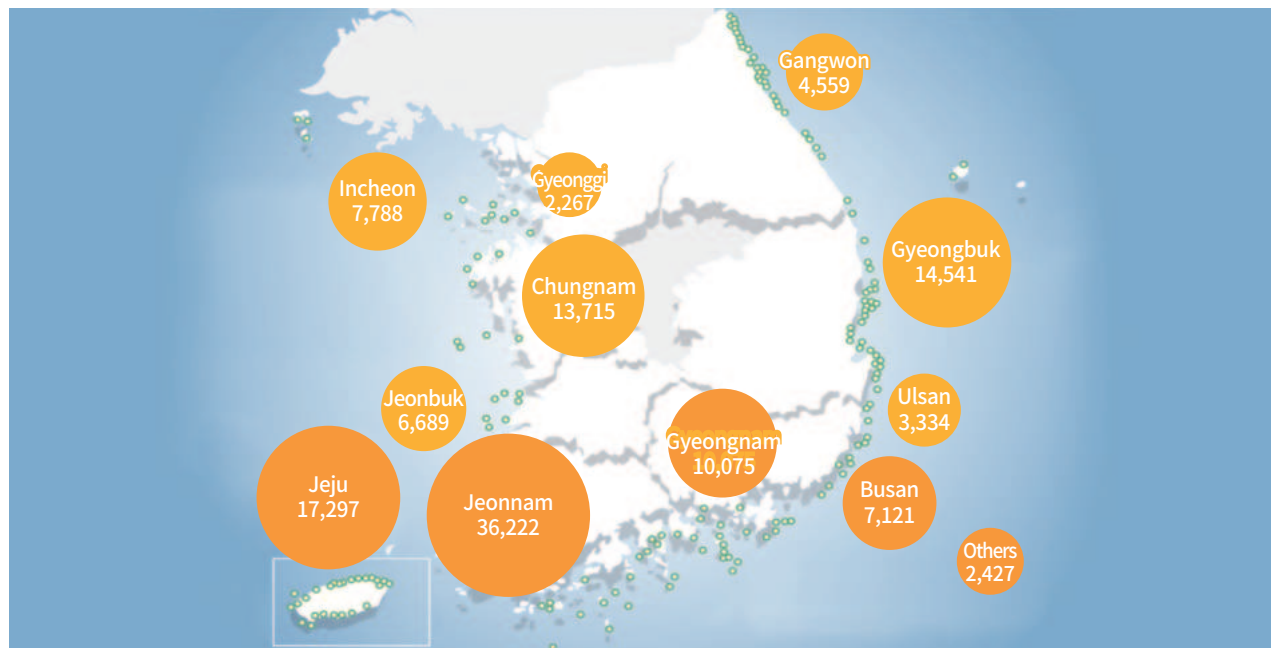 Gangwon
4,559
Incheon
7,788
Gyeonggi
2,267
Gyeongbuk
14,541
Chungnam
13,715
Jeonbuk
6,689
Ulsan
3,334
Gyeongnam
10,075
Jeju
17,297
Jeonnam
36,222
Busan
7,121
Others
2,427